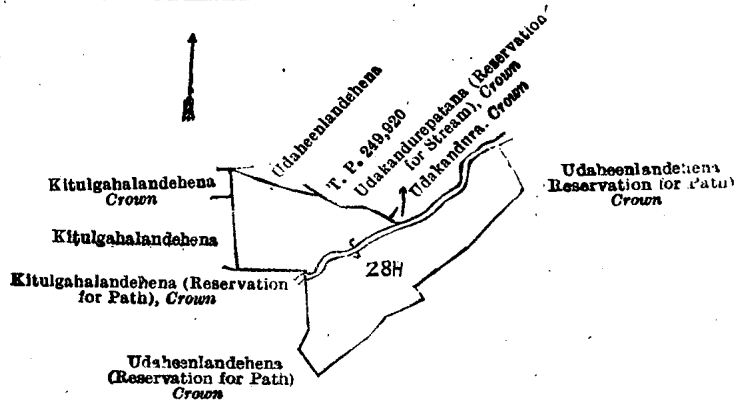 Udaheenlandehena
T. P. 249,920
Udakandurepatana (Reservation
for Stream), Crown
Udakandura. Crown
Kitulgahalandehena
Crown
Kitulgahalandehena
Kitulgahalandehena (Reservation
for Path), Crown
28H
Udaheenlandehena
Reservation for Path)
Crown
Udaheenlandehena
(Reservation for Path)
Crown